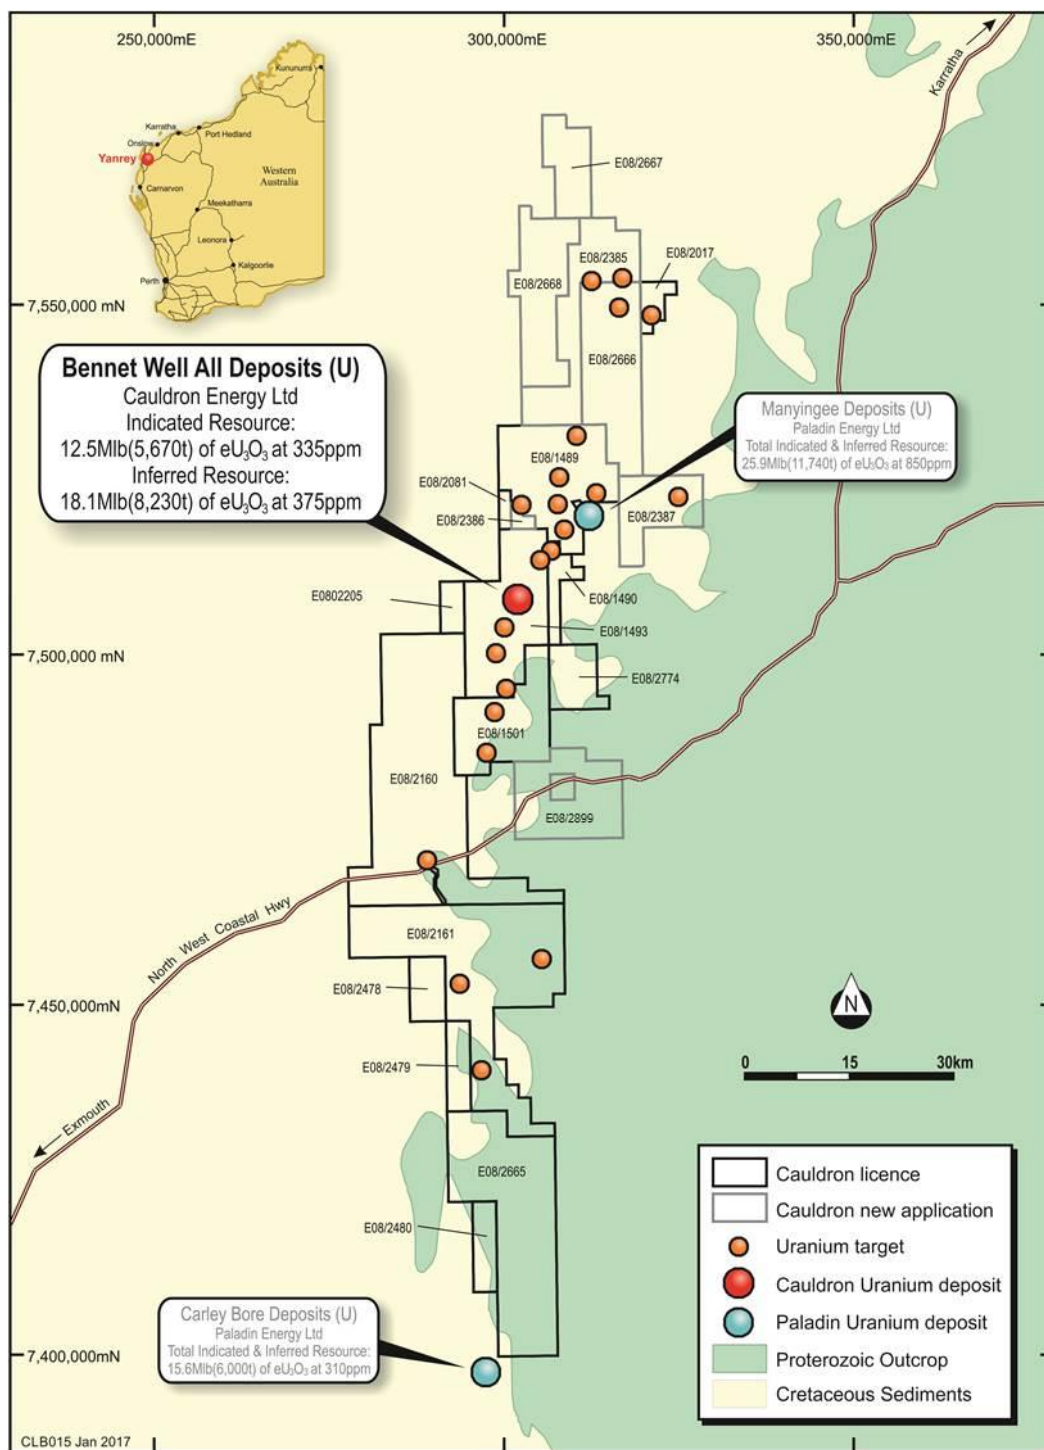 250,000mE
300,000mE
350,000mE
Karratha
Kununurra
Karratha
Port Hedland
Onslow
Yanrey
Western
Australia
Carnarvon
Meekatharra
Leonora
Kalgoorlie
Perth
E08/2667
E08/2385
E08/2017
E08/2668
7,550,000 mN
E08/2666
Bennet Well All Deposits (U)
Cauldron Energy Ltd
Indicated Resource:
12.5Mlb(5,670t) of eU₃O₃ at 335ppm
Inferred Resource:
18.1Mlb(8,230t) of eU₃O₃ at 375ppm
Manyingee Deposits (U)
Paladin Energy Ltd
Total Indicated & Inferred Resource:
25.9Mlb(11,740t) of eU₃O₃ at 850ppm
E08/1489
E08/2081
E08/2386
E08/2387
E0802205
E08/1490
E08/1493
7,500,000 mN
E08/2774
E08/1501
E08/2160
E08/2899
North West Coastal Hwy
E08/2161
E08/2478
7,450,000mN
N
E08/2479
0 15 30km
Exmouth
E08/2665
E08/2480
Cauldron licence
Cauldron new application
Uranium target
Cauldron Uranium deposit
Paladin Uranium deposit
Proterozoic Outcrop
Cretaceous Sediments
Carley Bore Deposits (U)
Paladin Energy Ltd
Total Indicated & Inferred Resource:
15.6Mlb(6,000t) of eU₃O₃ at 310ppm
7,400,000mN
CLB015 Jan 2017